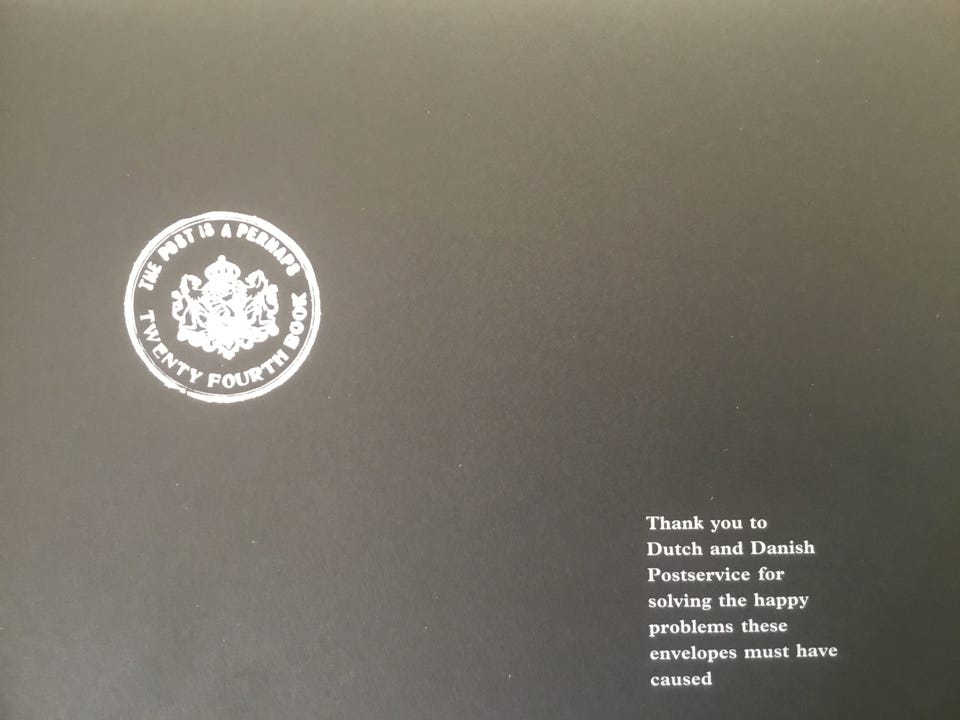 THE POST IS A PERHAPS
TWENTY FOURTH BOOK
Thank you to
Dutch and Danish
Postservice for
solving the happy
problems these
envelopes must have
caused